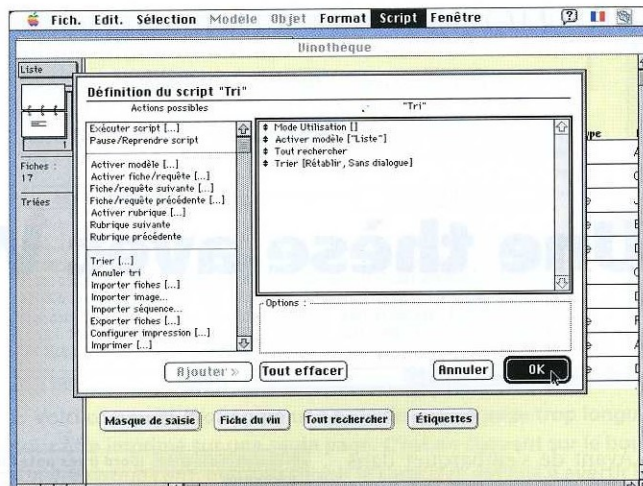 Fich. Edit. Sélection Modèle Objet Format Script Fenêtre
Vinothèque
Liste
1
Fiches :
17
Triées
Définition du script "Tri"
Actions possibles
"Tri"
Exécuter script [...]
Pause/Reprendre script
Activer modèle [...]
Activer fiche/requête [...]
Fiche/requête suivante [...]
Fiche/requête précédente [...]
Activer rubrique [...]
Rubrique suivante
Rubrique précédente
Trier [...]
Annuler tri
Importer fiches [...]
Importer image...
Importer séquence...
Exporter fiches [...]
Configurer impression [...]
Imprimer [...]
Mode Utilisation []
Activer modèle ["Liste"]
Tout rechercher
Trier [Rétablir, Sans dialogue]
Options :
Ajouter »
Tout effacer
Annuler
OK
Masque de saisie
Fiche du vin
Tout rechercher
Étiquettes